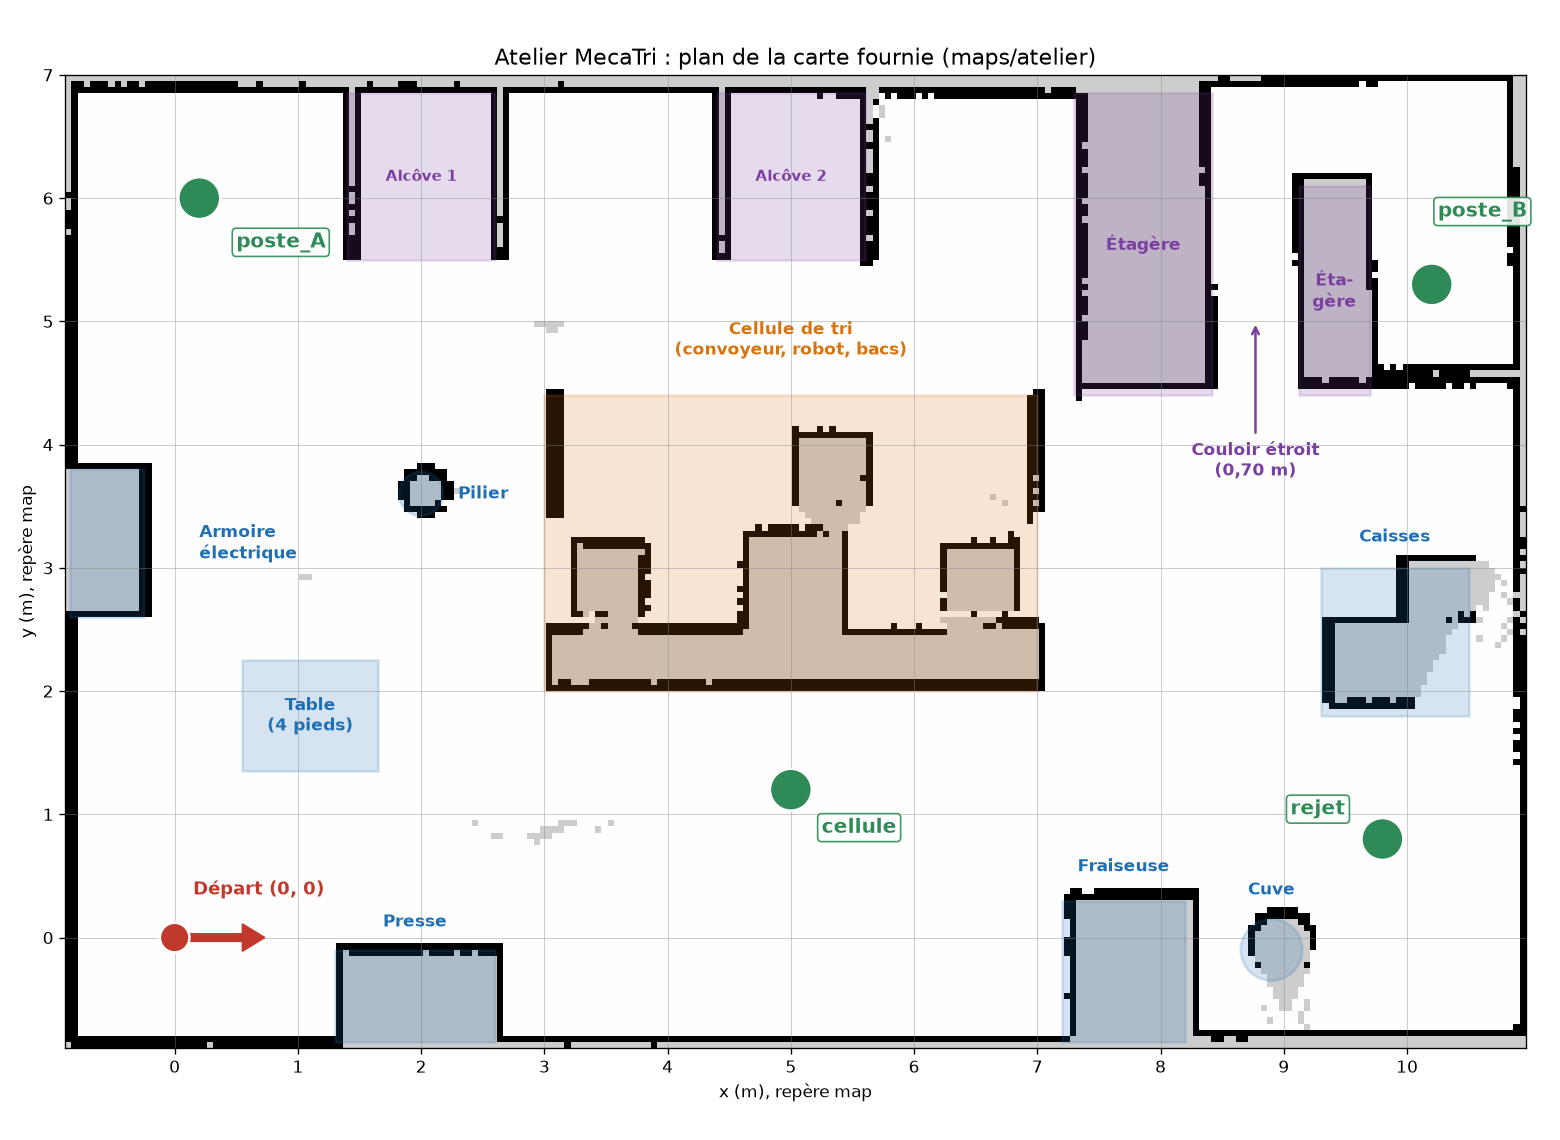 Atelier MecaTri : plan de la carte fournie (maps/atelier)
7
6
5
4
3
2
1
0
y (m), repère map
Alcôve 1
Alcôve 2
poste_A
Étagère
Éta-
gère
poste_B
Cellule de tri
(convoyeur, robot, bacs)
Couloir étroit
(0,70 m)
Pilier
Armoire
électrique
Caisses
Table
(4 pieds)
cellule
rejet
Départ (0, 0)
Presse
Fraiseuse
Cuve
0 1 2 3 4 5 6 7 8 9 10
x (m), repère map